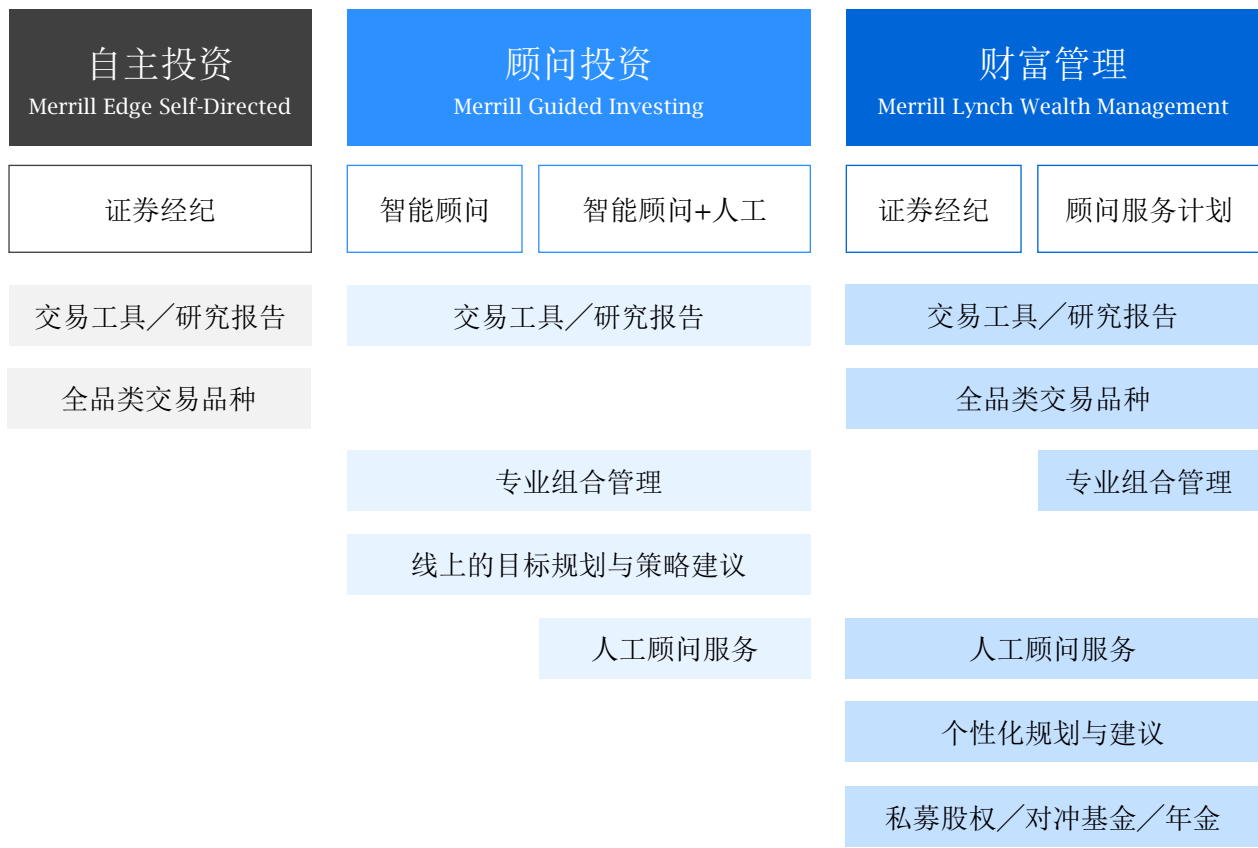 自主投资
Merrill Edge Self-Directed
顾问投资
Merrill Guided Investing
财富管理
Merrill Lynch Wealth Management
证券经纪
智能顾问
智能顾问+人工
证券经纪
顾问服务计划
交易工具／研究报告
交易工具／研究报告
交易工具／研究报告
全品类交易品种
全品类交易品种
专业组合管理
专业组合管理
线上的目标规划与策略建议
人工顾问服务
人工顾问服务
个性化规划与建议
私募股权／对冲基金／年金